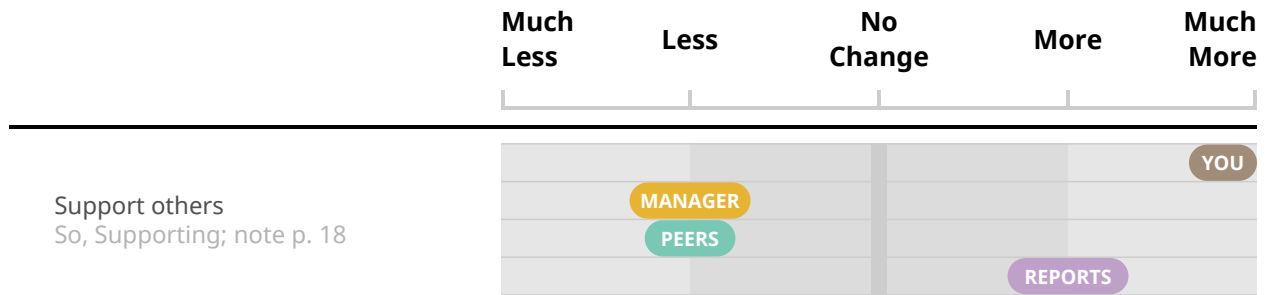 Much Less
Less
No Change
More
Much More
YOU
MANAGER
Support others
So, Supporting; note p. 18
PEERS
REPORTS